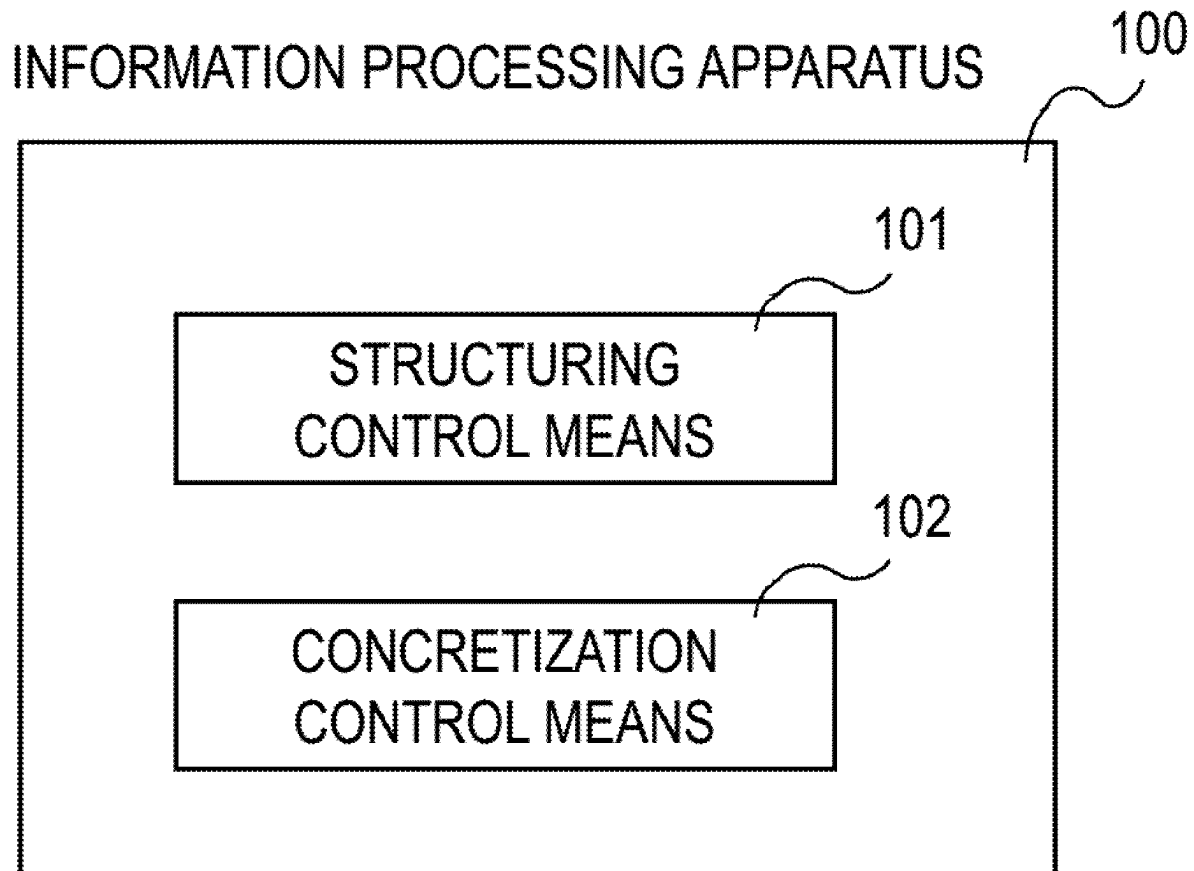 100
INFORMATION PROCESSING APPARATUS
101
STRUCTURING
CONTROL MEANS
102
CONCRETIZATION
CONTROL MEANS